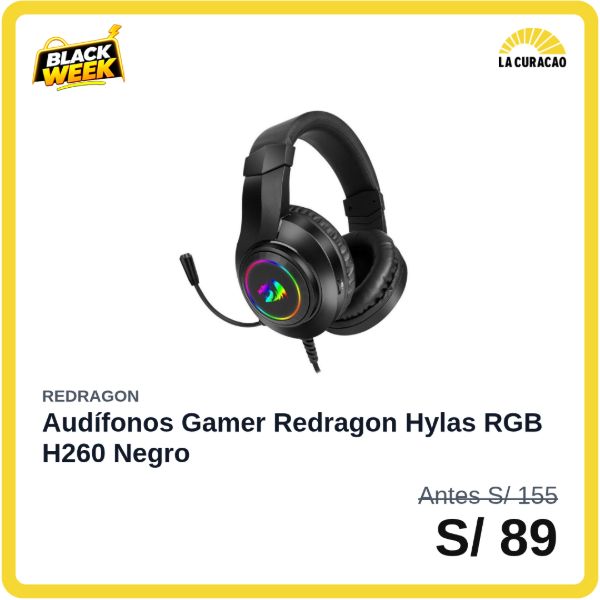 BLACK
WEEK
LA CURACAO
REDRAGON
Audífonos Gamer Redragon Hylas RGB
H260 Negro
Antes S/ 155
S/ 89